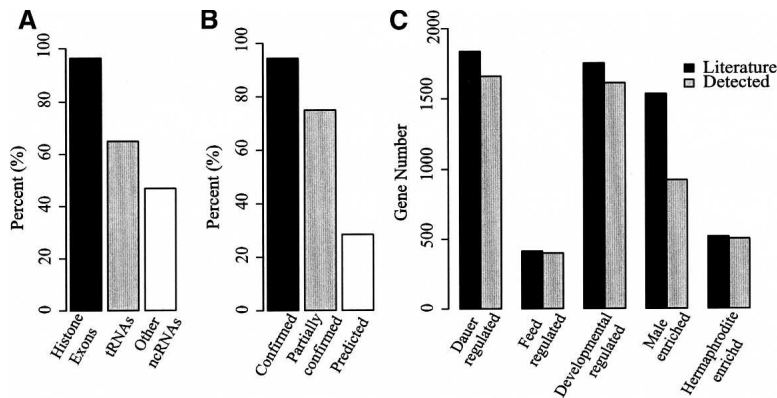 A
Percent (%)
0
20
40
60
80
100
Histone
Exons
tRNAs
Other
ncRNAs
B
Percent (%)
0
20
40
60
80
100
Confirmed
Partially
confirmed
Predicted
C
Gene Number
0
500
1000
1500
2000
Literature
Detected
Dauer
regulated
Feed
regulated
Developmental
regulated
Male
enriched
Hermaphrodite
enrichd